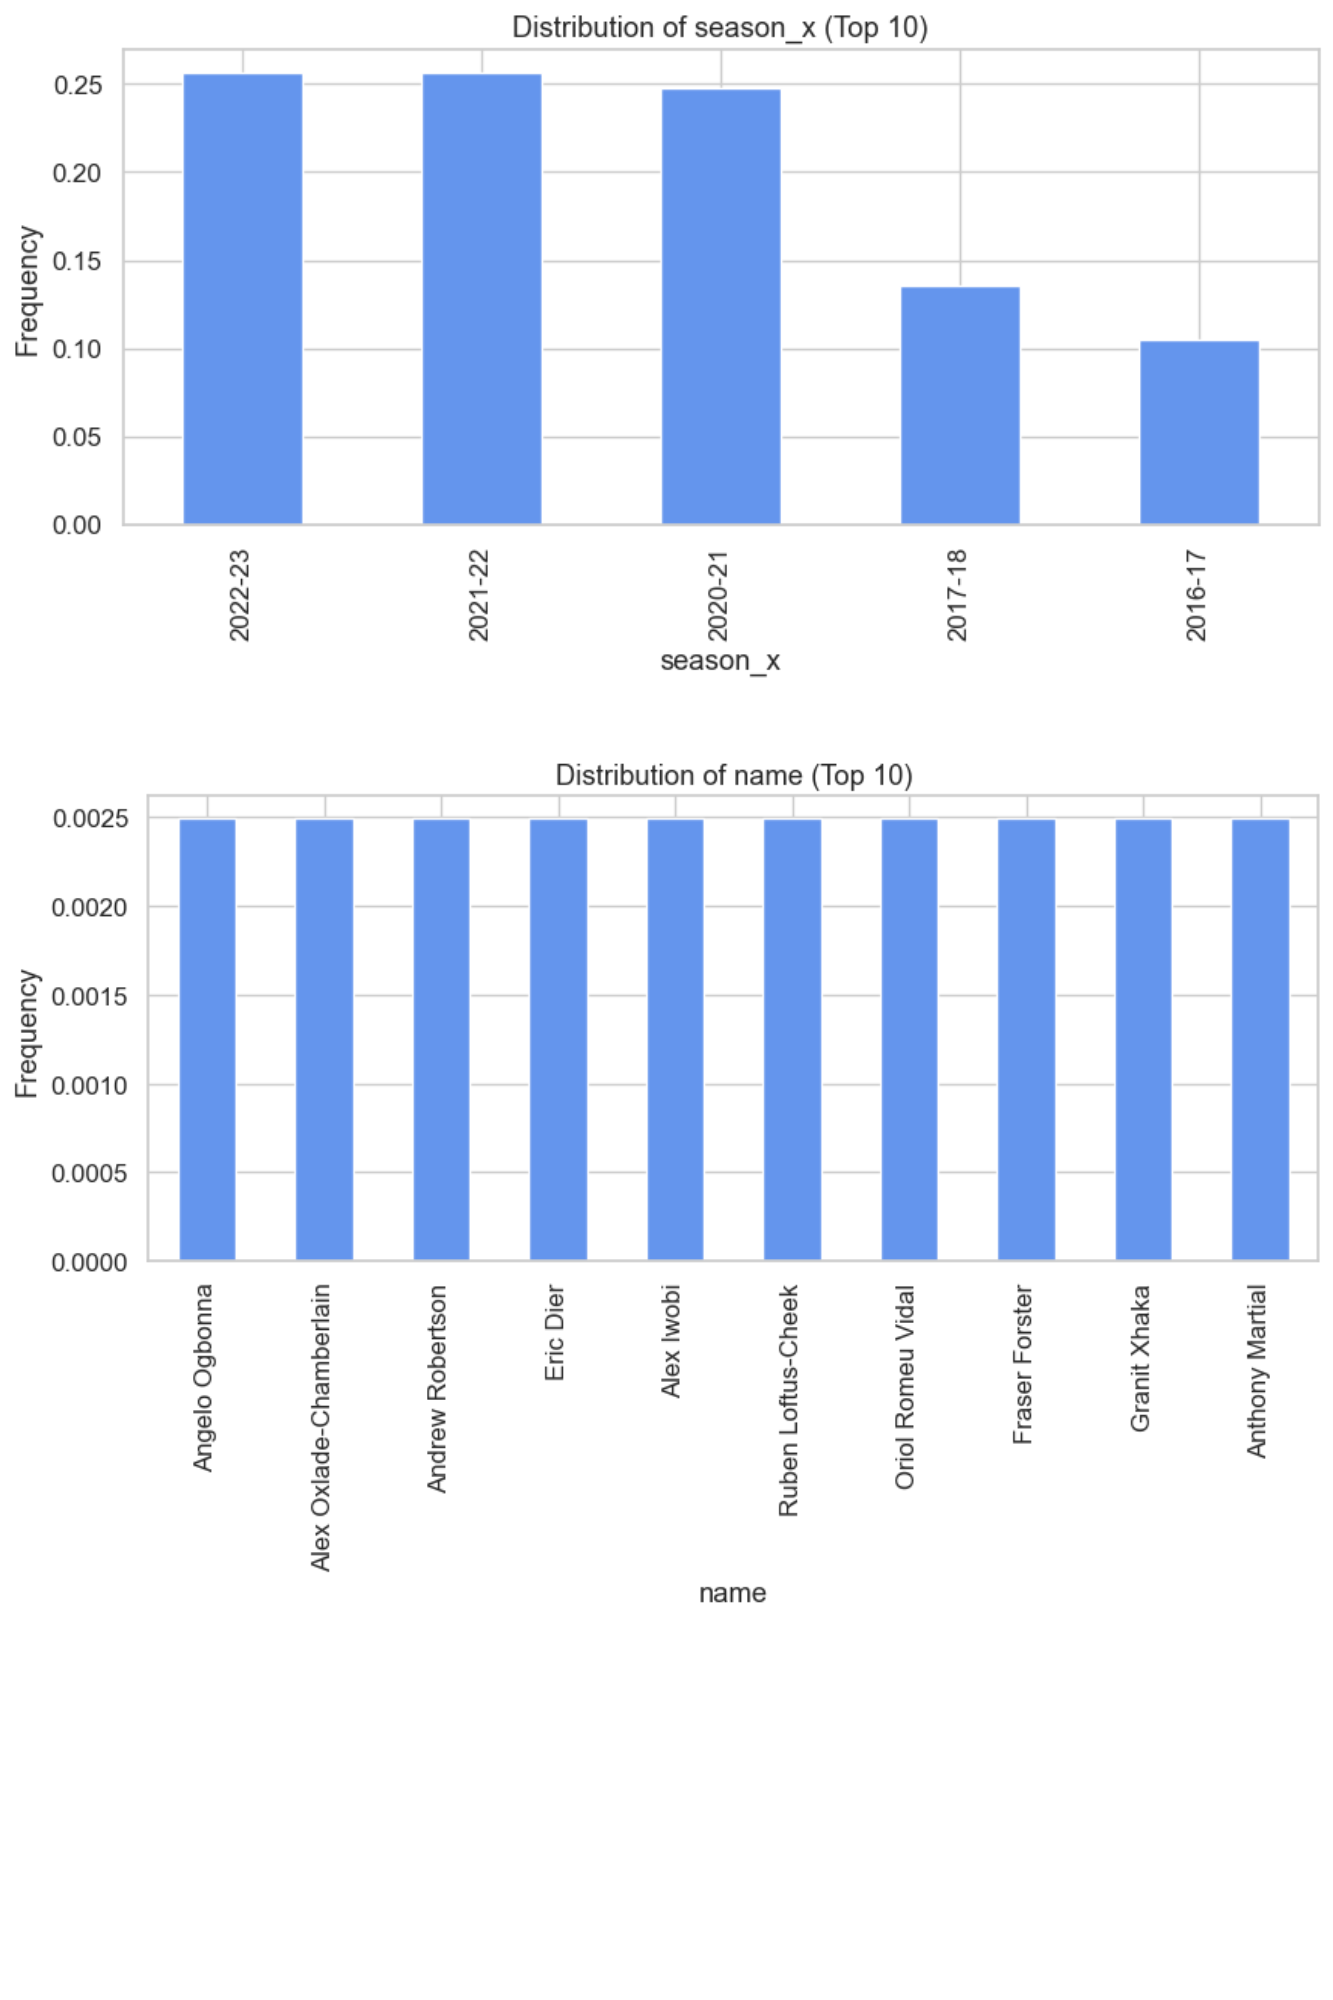 Distribution of season_x (Top 10)
0.25
0.20
0.15
0.10
0.05
0.00
Frequency
2022-23
2021-22
2020-21
2017-18
2016-17
season_x
Distribution of name (Top 10)
0.0025
0.0020
0.0015
0.0010
0.0005
0.0000
Frequency
Angelo Ogbonna
Alex Oxlade-Chamberlain
Andrew Robertson
Eric Dier
Alex Iwobi
Ruben Loftus-Cheek
Oriol Romeu Vidal
Fraser Forster
Granit Xhaka
Anthony Martial
name